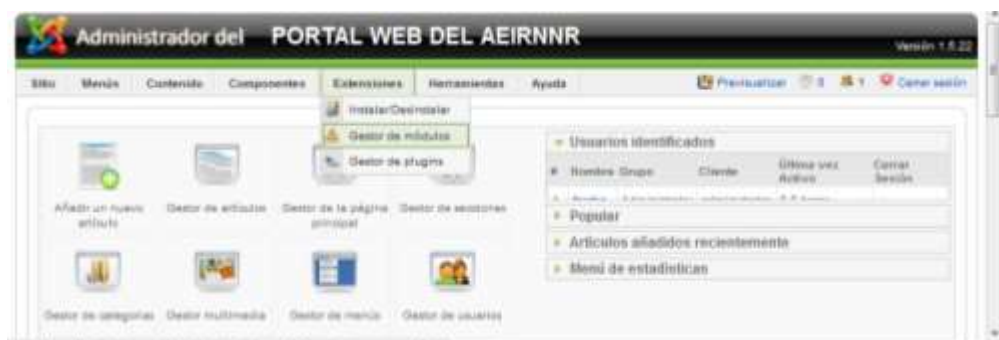 Administrador del PORTAL WEB DEL AEIRNNR
Versión 1.5.22
Sitio Menús Contenido Componentes Extensiones Herramientas Ayuda Previsualizar 0 1 Cerrar sesión
Instalar/Desinstalar
Gestor de módulos
Gestor de plugins
Añadir un nuevo artículo
Gestor de artículos
Gestor de la página principal
Gestor de secciones
Gestor de categorías
Gestor multimedia
Gestor de menús
Gestor de usuarios
Usuarios identificados
# Nombre Grupo Cliente Última vez Activo Cerrar Sesión
Popular
Artículos añadidos recientemente
Menú de estadísticas